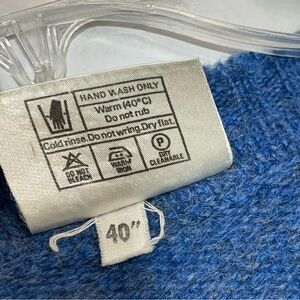 HAND WASH ONLY
Warm (40°C)
Do not rub
Cold rinse. Do not wring. Dry flat.
DO NOT
BLEACH
WARM
IRON
P
DRY
CLEANABLE
40"